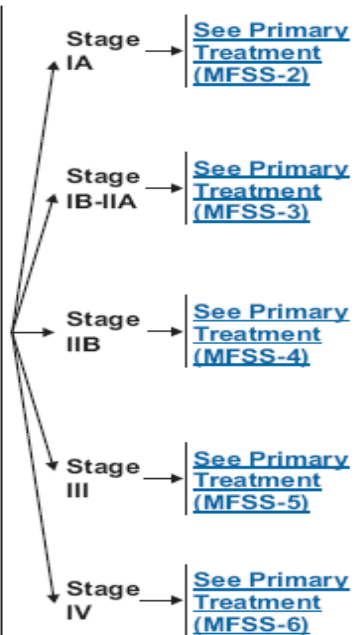 Stage
IA
See Primary
Treatment
(MFSS-2)
Stage
IB-IIA
See Primary
Treatment
(MFSS-3)
Stage
IIB
See Primary
Treatment
(MFSS-4)
Stage
III
See Primary
Treatment
(MFSS-5)
Stage
IV
See Primary
Treatment
(MFSS-6)